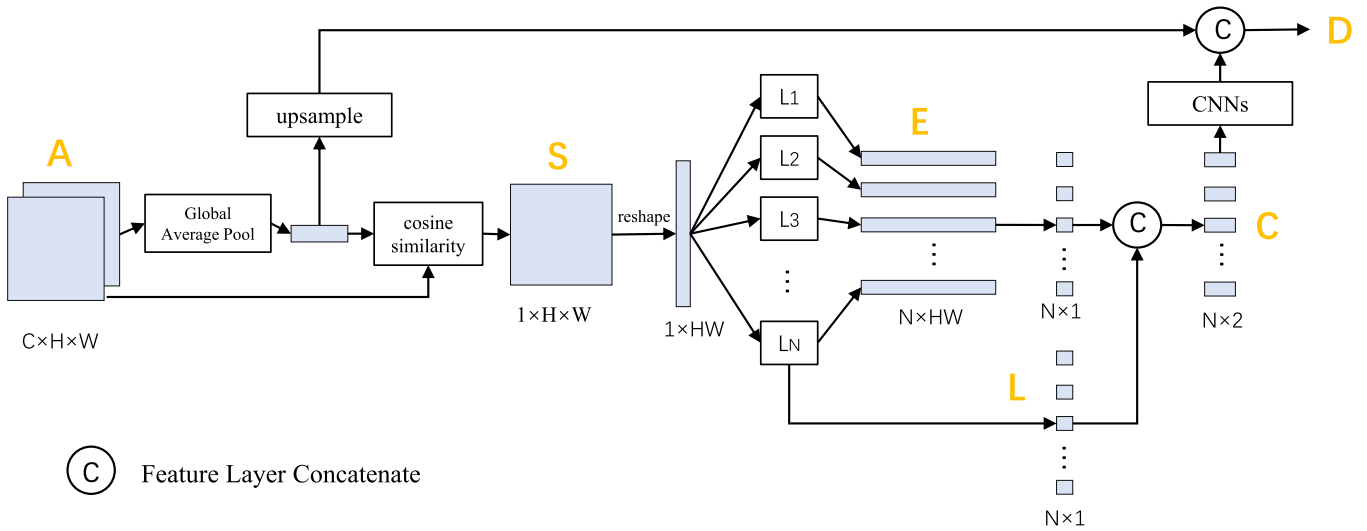 C
D
upsample
CNNs
A
S
L1
E
L2
L3
⋮
LN
Global
Average Pool
cosine
similarity
reshape
C
C
C×H×W
1×H×W
1×HW
N×HW
N×1
N×2
L
N×1
C
Feature Layer Concatenate